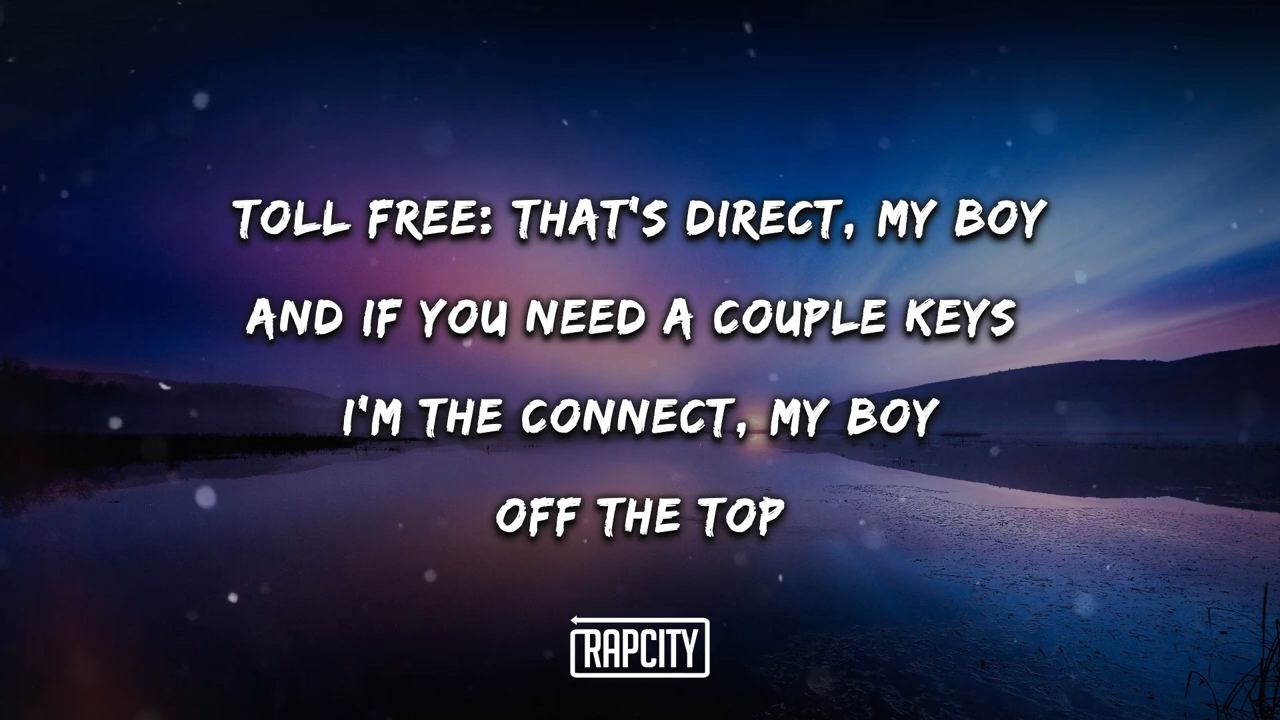 TOLL FREE: THAT'S DIRECT, MY BOY
AND IF YOU NEED A COUPLE KEYS
I'M THE CONNECT, MY BOY
OFF THE TOP
RAPCITY